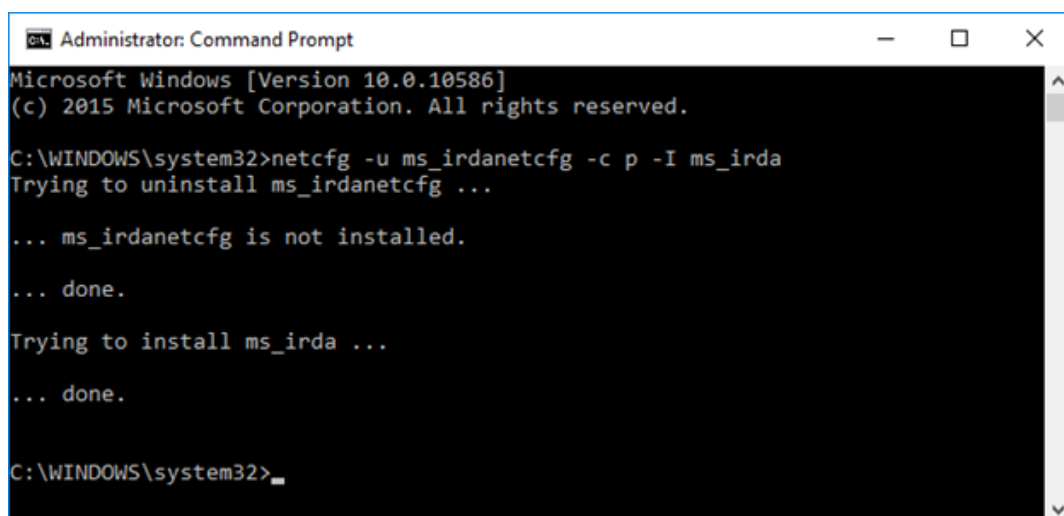 Administrator: Command Prompt
Microsoft Windows [Version 10.0.10586]
(c) 2015 Microsoft Corporation. All rights reserved.
C:\WINDOWS\system32>netcfg -u ms_irdanetcfg -c p -I ms_irda
Trying to uninstall ms_irdanetcfg ...
... ms_irdanetcfg is not installed.
... done.
Trying to install ms_irda ...
... done.
C:\WINDOWS\system32>